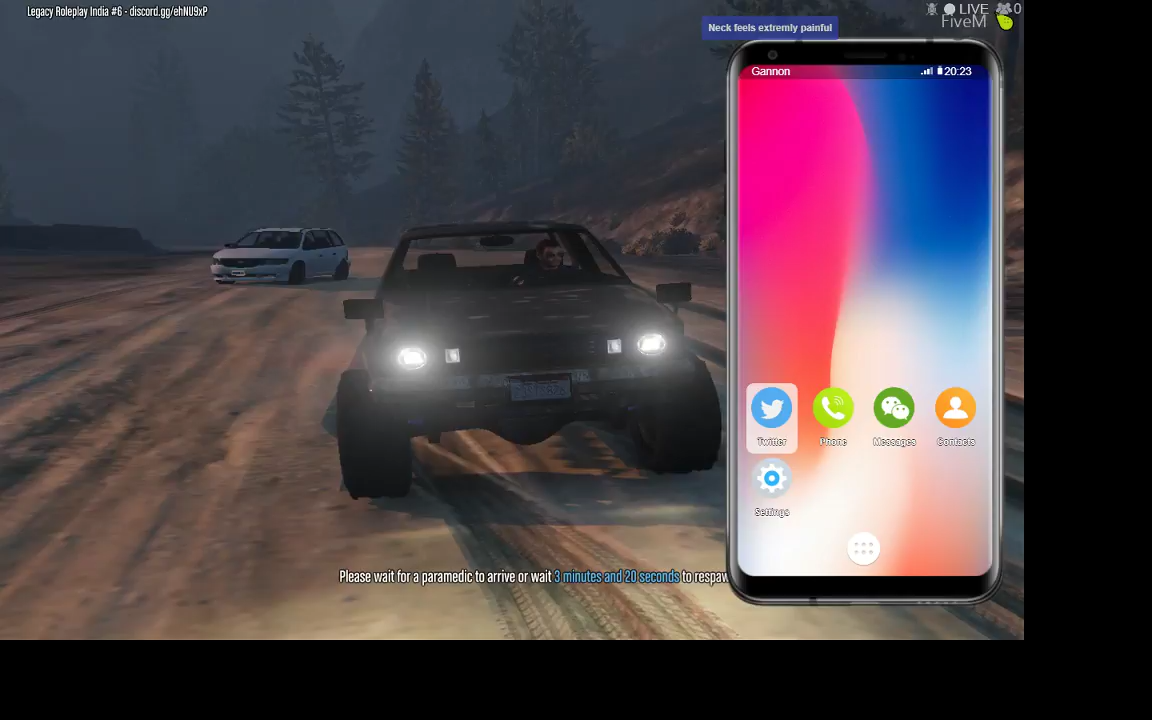 Legacy Roleplay India #6 - discord.gg/ehNU9xP
LIVE 0
FiveM
Neck feels extremly painful
Gannon
20:23
Twitter
Phone
Messages
Contacts
Settings
Please wait for a paramedic to arrive or wait 3 minutes and 20 seconds to respaw